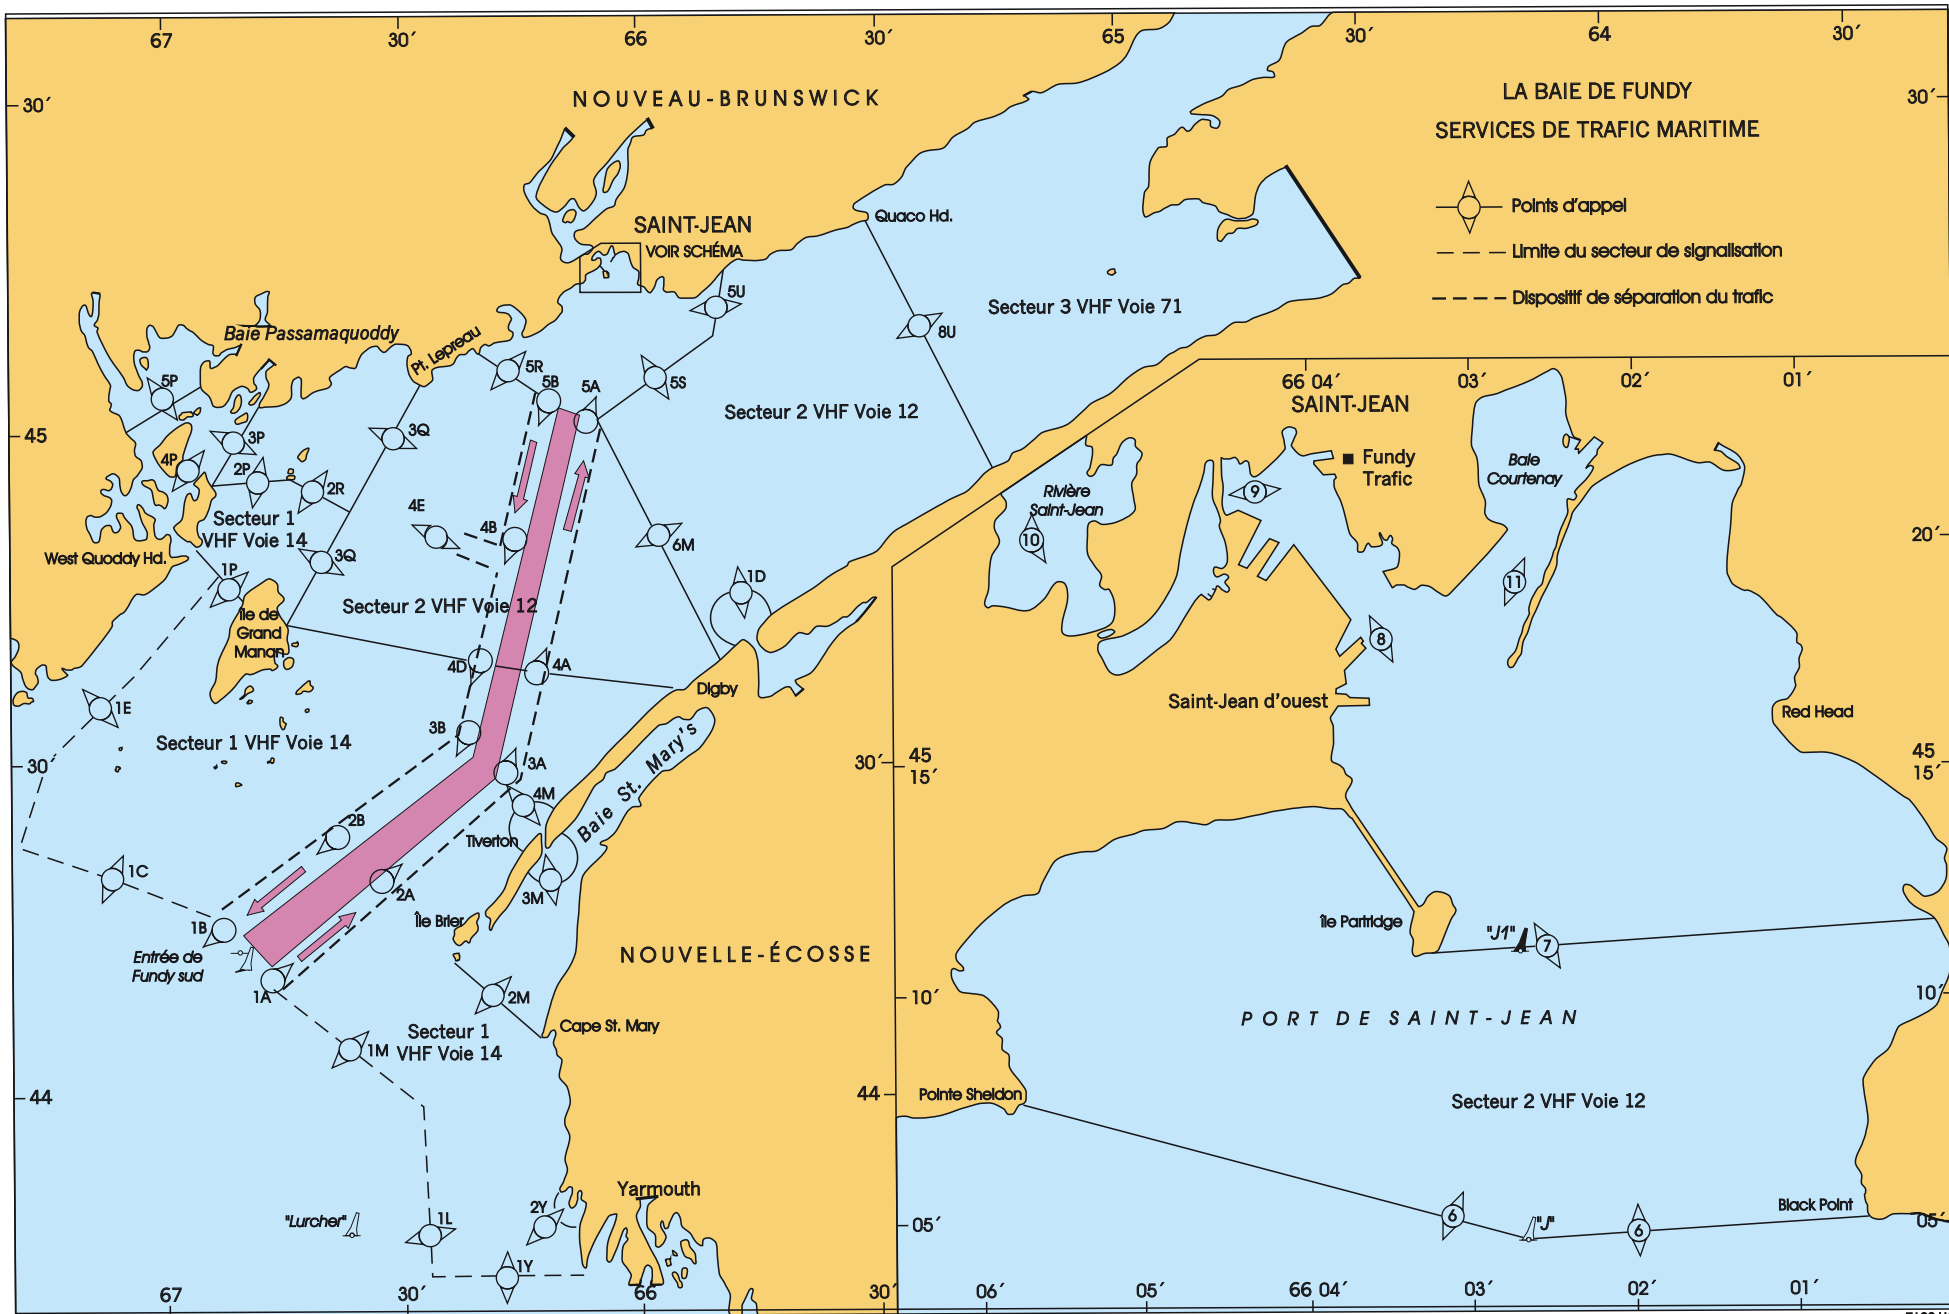 67
30′
66
30′
65
30′
64
30′
30′
NOUVEAU-BRUNSWICK
LA BAIE DE FUNDY
30′
SERVICES DE TRAFIC MARITIME
Points d’appel
Limite du secteur de signalisation
Dispositif de séparation du trafic
Quaco Hd.
SAINT-JEAN
VOIR SCHÉMA
5U
Secteur 3 VHF Voie 71
8U
Baie Passamaquoddy
Pt. Lepreau
5R
5B
5A
5S
5P
Secteur 2 VHF Voie 12
45
3P
3Q
4P
2P
2R
4E
4B
6M
Secteur 1
VHF Voie 14
West Quoddy Hd.
3Q
1P
1D
Secteur 2 VHF Voie 12
Île de
Grand
Manan
4D
4A
Digby
1E
3B
Secteur 1 VHF Voie 14
30′
3A
4M
Baie St. Mary’s
30′
2B
Tiverton
1C
2A
3M
1B
Île Brier
Entrée de
Fundy sud
NOUVELLE-ÉCOSSE
1A
2M
Cape St. Mary
Secteur 1
VHF Voie 14
1M
44
44
Yarmouth
2Y
"Lurcher"
1L
1Y
67
30′
66
30′
66 04′
03′
02′
01′
SAINT-JEAN
Fundy
Trafic
Baie
Courtenay
9
Rivière
Saint-Jean
10
20′
11
8
Saint-Jean d’ouest
Red Head
45
15′
45
15′
Île Partridge
"J1"
7
10′
10′
PORT DE SAINT-JEAN
Pointe Sheldon
Secteur 2 VHF Voie 12
Black Point
6
"J"
6
05′
05′
06′
05′
66 04′
03′
02′
01′